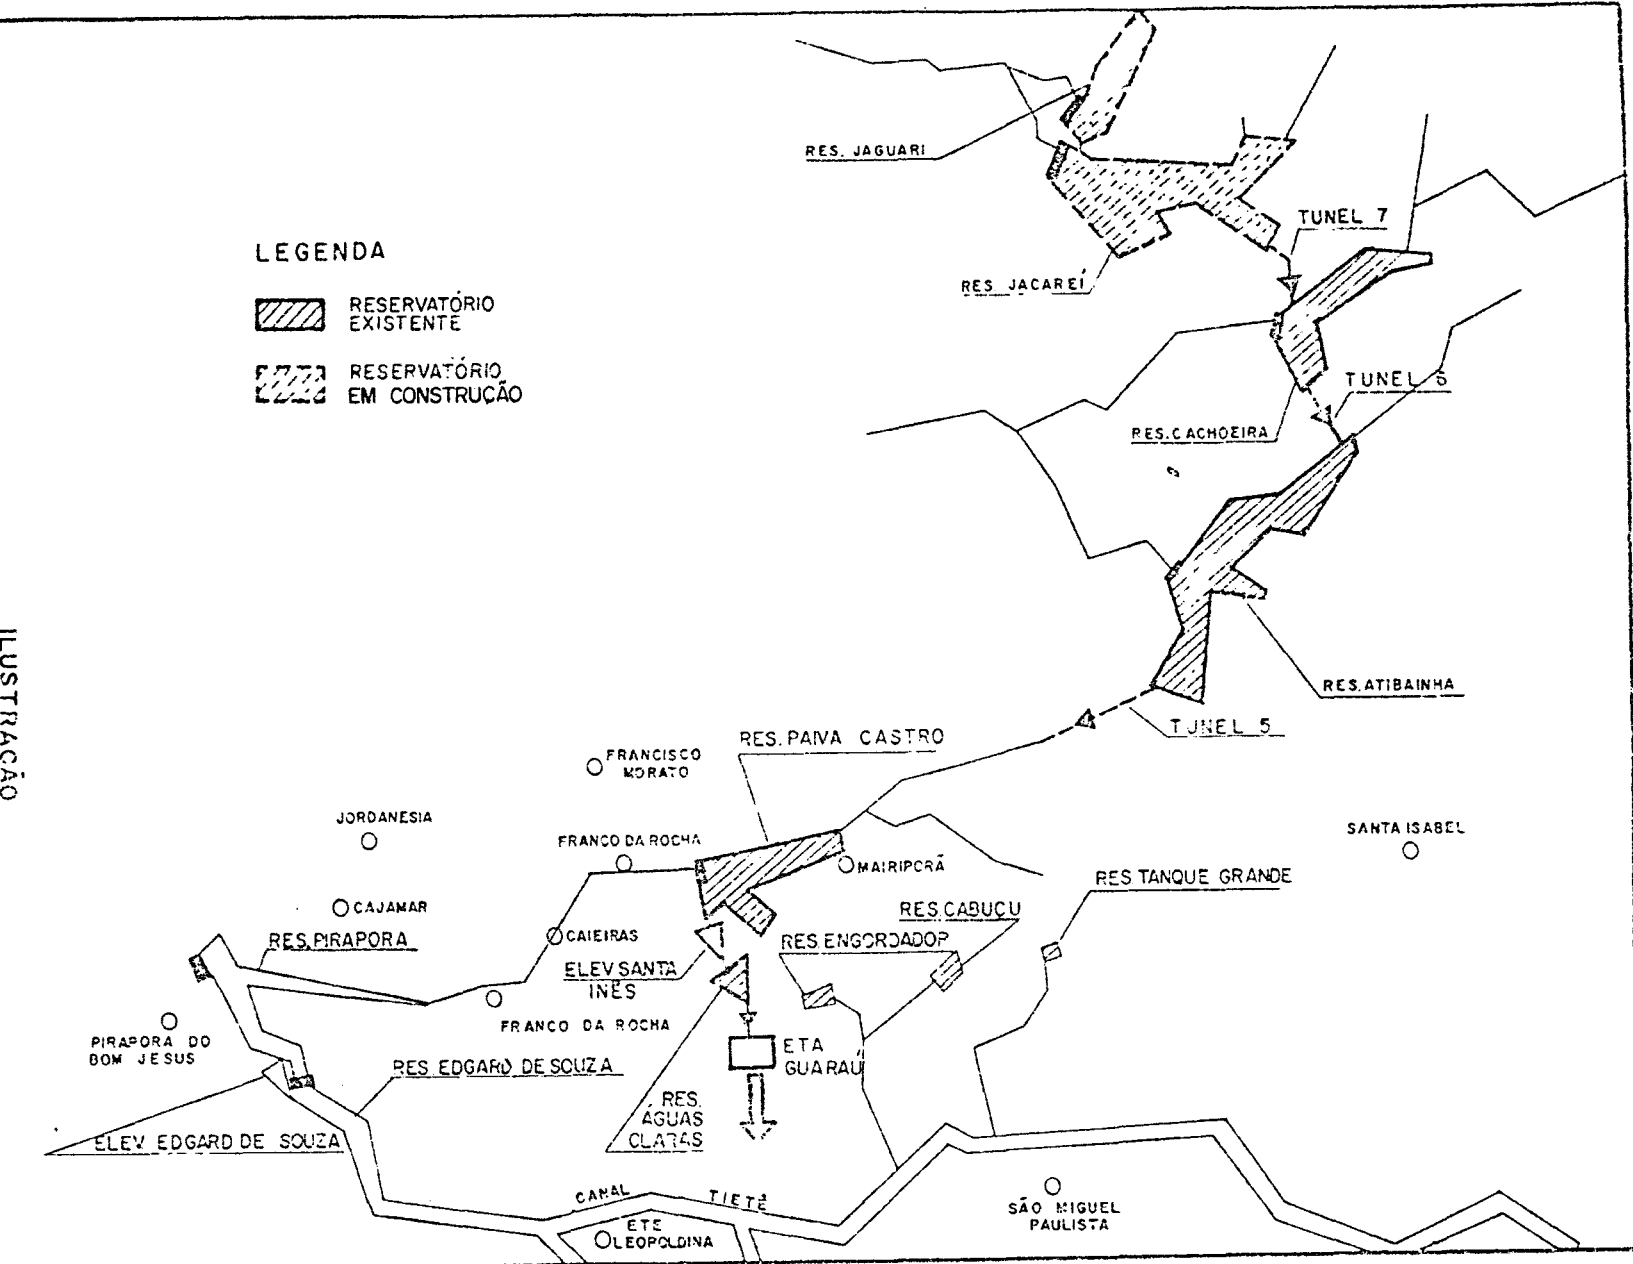 RES. JAGUARI
TUNEL 7
LEGENDA
RES. JACAREÍ
RESERVATÓRIO
EXISTENTE
RESERVATÓRIO
EM CONSTRUÇÃO
TUNEL 6
RES. CACHOEIRA
ILUSTRAÇÃO
RES. ATIBAINHA
TUNEL 5
RES. PAIVA CASTRO
FRANCISCO
MORATO
JORDANESIA
SANTA ISABEL
FRANCO DA ROCHA
MAIRIPORÃ
RES TANQUE GRANDE
CAJAMAR
RES. CABUÇU
RES. PIRAPORA
CAIEIRAS
RES. ENGORDADOR
ELEV SANTA
INÊS
FRANCO DA ROCHA
PIRAPORA DO
BOM JESUS
ETA
GUARAÚ
RES. EDGARD DE SOUZA
RES.
ÁGUAS
CLARAS
ELEV. EDGARD DE SOUZA
CANAL TIETÊ
SÃO MIGUEL
PAULISTA
ETE
LEOPOLDINA